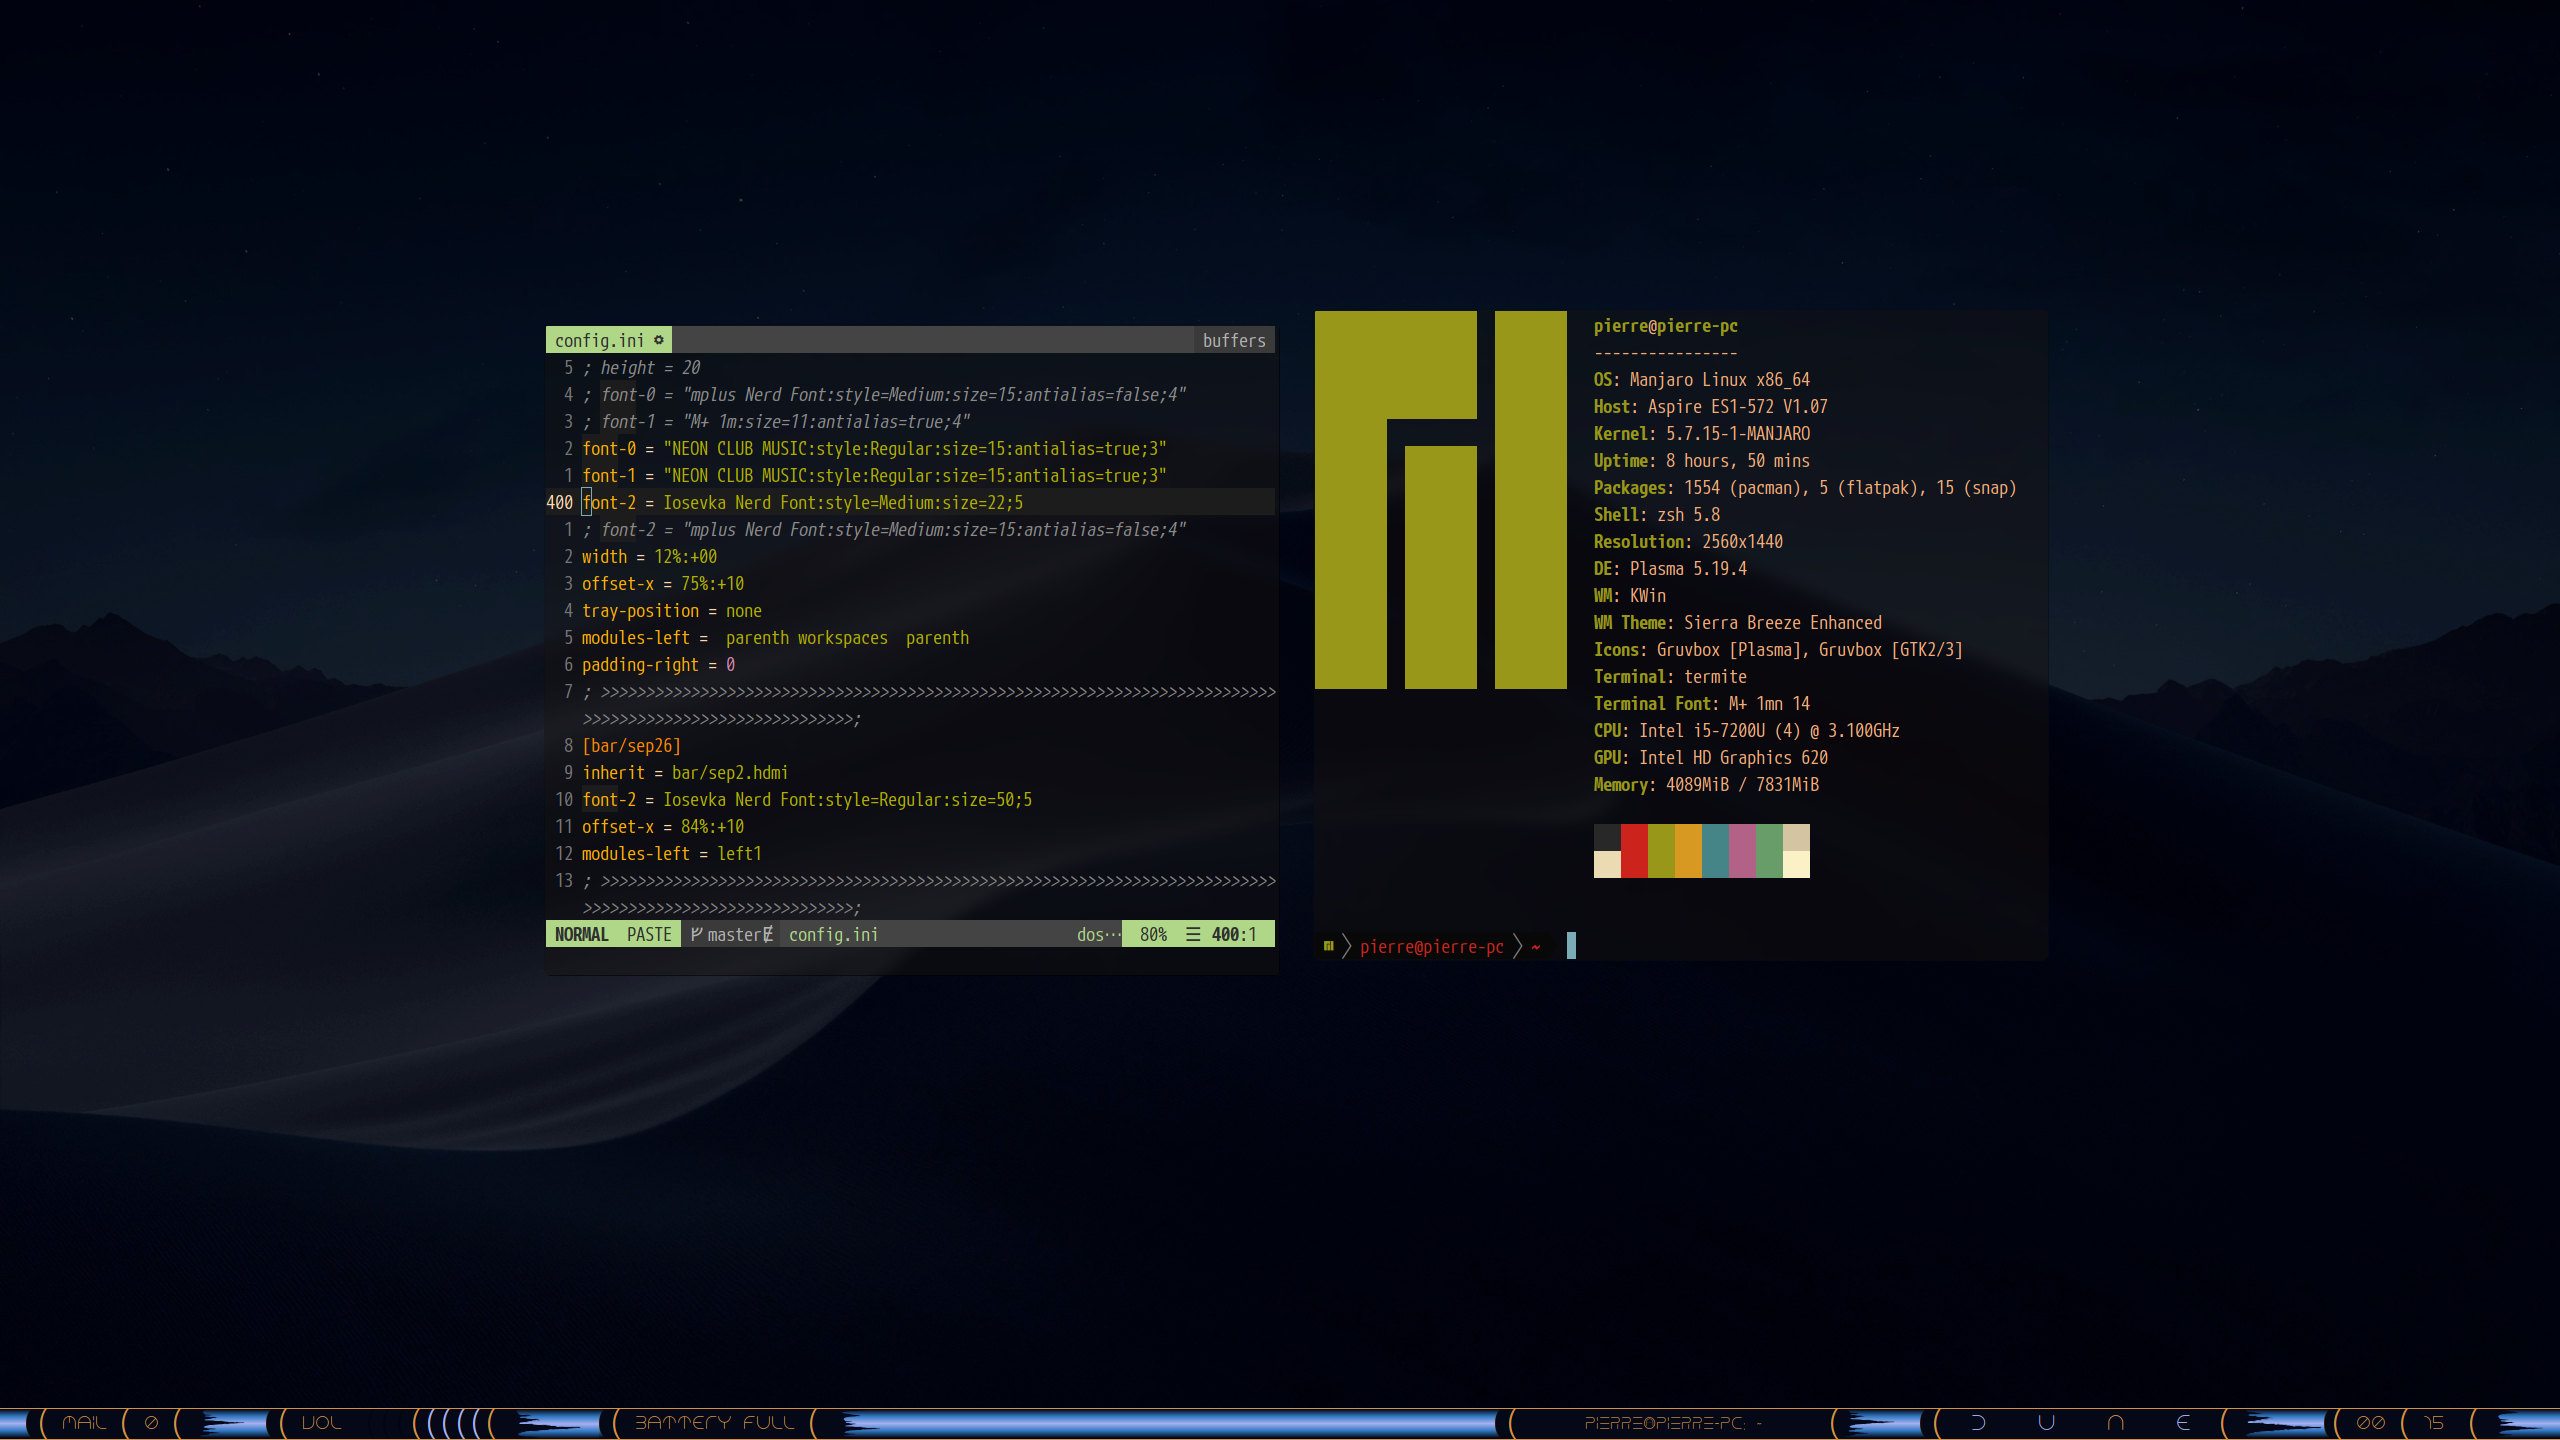 config.ini buffers
5 ; height = 20
4 ; font-0 = "mplus Nerd Font:style=Medium:size=15:antialias=false;4"
3 ; font-1 = "M+ 1m:size=11:antialias=true;4"
2 font-0 = "NEON CLUB MUSIC:style:Regular:size=15:antialias=true;3"
1 font-1 = "NEON CLUB MUSIC:style:Regular:size=15:antialias=true;3"
400 font-2 = Iosevka Nerd Font:style=Medium:size=22;5
1 ; font-2 = "mplus Nerd Font:style=Medium:size=15:antialias=false;4"
2 width = 12%:+00
3 offset-x = 75%:+10
4 tray-position = none
5 modules-left =  parenth workspaces  parenth
6 padding-right = 0
7 ; >>>>>>>>>>>>>>>>>>>>>>>>>>>>>>>>>>>>>>>>>>>>>>>>>>>>>>>>>>>>>>>>>>>>>>>>>>>
>>>>>>>>>>>>>>>>>>>>>>>>>>>>>>;
8 [bar/sep26]
9 inherit = bar/sep2.hdmi
10 font-2 = Iosevka Nerd Font:style=Regular:size=50;5
11 offset-x = 84%:+10
12 modules-left = left1
13 ; >>>>>>>>>>>>>>>>>>>>>>>>>>>>>>>>>>>>>>>>>>>>>>>>>>>>>>>>>>>>>>>>>>>>>>>>>>>
>>>>>>>>>>>>>>>>>>>>>>>>>>>>>>;
NORMAL PASTE master config.ini dos… 80% ☰ 400:1
pierre@pierre-pc
----------------
OS: Manjaro Linux x86_64
Host: Aspire ES1-572 V1.07
Kernel: 5.7.15-1-MANJARO
Uptime: 8 hours, 50 mins
Packages: 1554 (pacman), 5 (flatpak), 15 (snap)
Shell: zsh 5.8
Resolution: 2560x1440
DE: Plasma 5.19.4
WM: KWin
WM Theme: Sierra Breeze Enhanced
Icons: Gruvbox [Plasma], Gruvbox [GTK2/3]
Terminal: termite
Terminal Font: M+ 1mn 14
CPU: Intel i5-7200U (4) @ 3.100GHz
GPU: Intel HD Graphics 620
Memory: 4089MiB / 7831MiB
pierre@pierre-pc ~
MAIL 0 VOL BATTERY FULL PIERRE@PIERRE-PC: - ⊃ ∪ ∩ ∈ 00 15